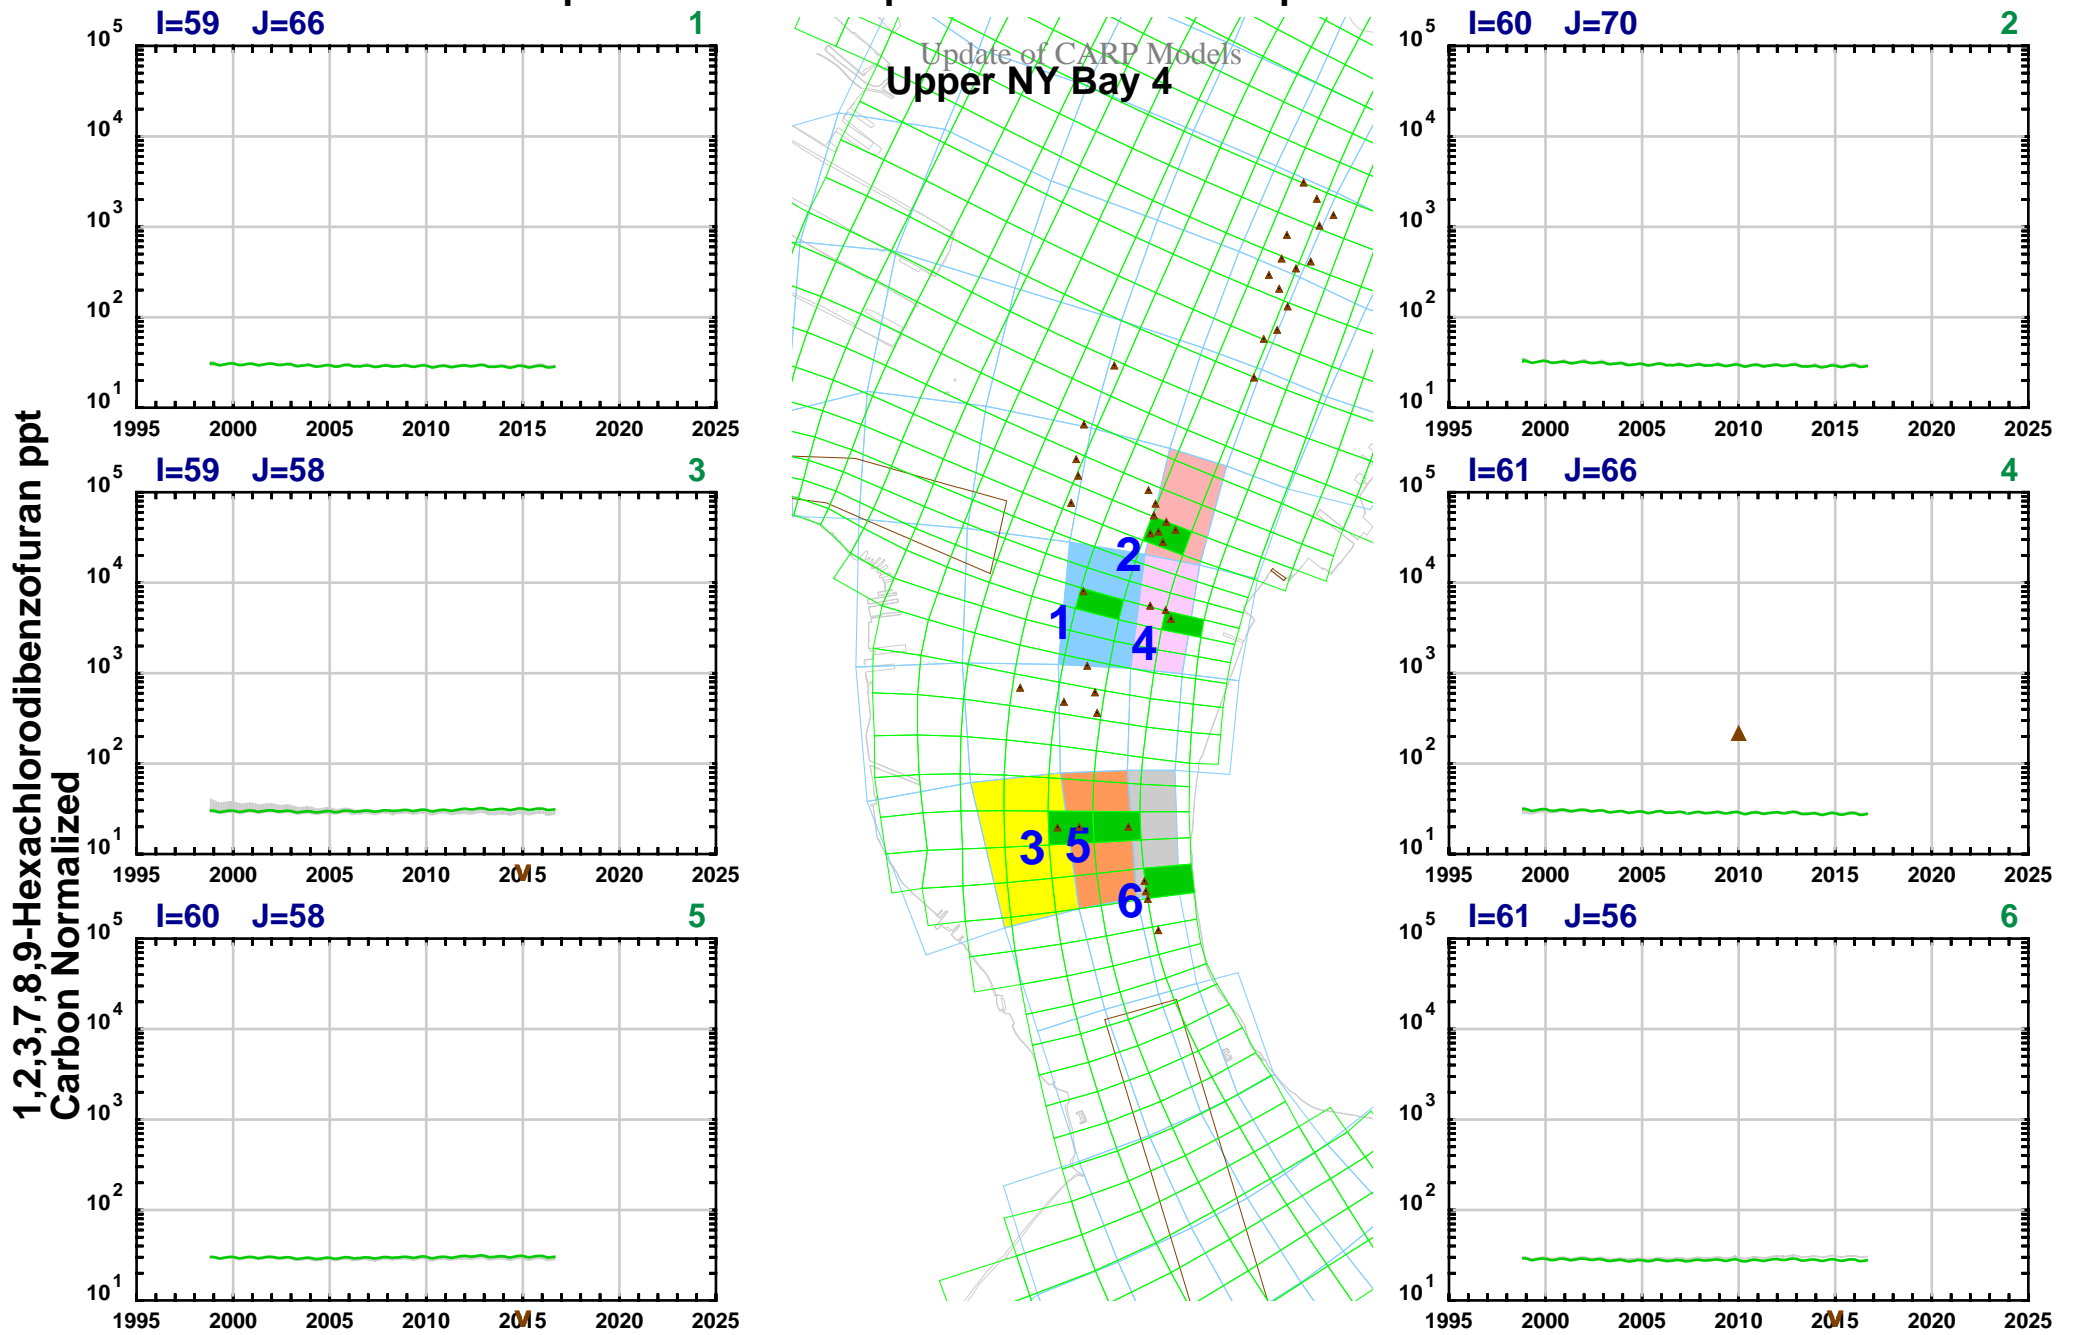 I=59 J=66 1
10^5
10^4
10^3
10^2
10^1
1995 2000 2005 2010 2015 2020 2025
I=59 J=58 3
10^5
10^4
10^3
10^2
10^1
1995 2000 2005 2010 2015 2020 2025
v
I=60 J=58 5
10^5
10^4
10^3
10^2
10^1
1995 2000 2005 2010 2015 2020 2025
v
1,2,3,7,8,9-Hexachlorodibenzofuran ppt
Carbon Normalized
Update of CARP Models
Upper NY Bay 4
2
1
4
3 5
6
I=60 J=70 2
10^5
10^4
10^3
10^2
10^1
1995 2000 2005 2010 2015 2020 2025
I=61 J=66 4
10^5
10^4
10^3
10^2
10^1
1995 2000 2005 2010 2015 2020 2025
I=61 J=56 6
10^5
10^4
10^3
10^2
10^1
1995 2000 2005 2010 2015 2020 2025
v